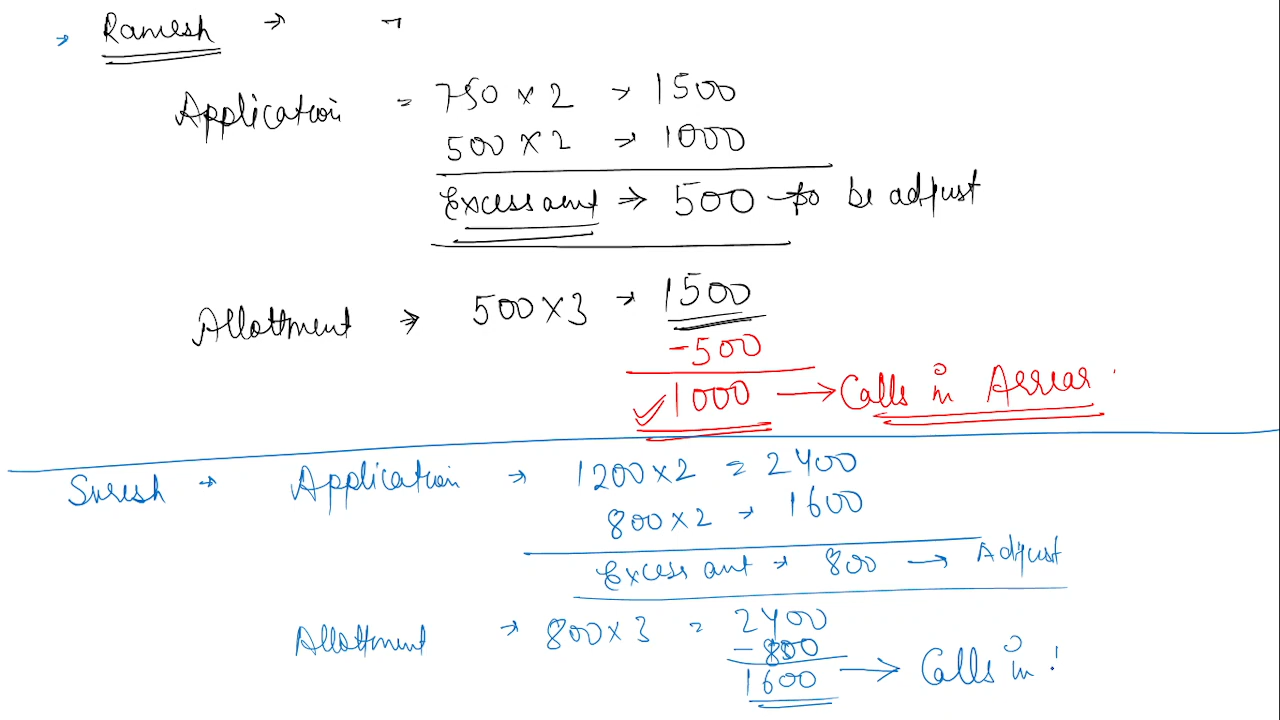 → Ramesh →
Application = 750 × 2 → 1500
500 × 2 → 1000
Excess amt → 500 → to be adjust
Allottment → 500 × 3 → 1500
-500
✓1000 → Calls in Arrear
Suresh → Application → 1200 × 2 = 2400
800 × 2 → 1600
Excess amt → 800 → Adjust
Allottment → 800 × 3 = 2400
- 800
1600 → Calls in